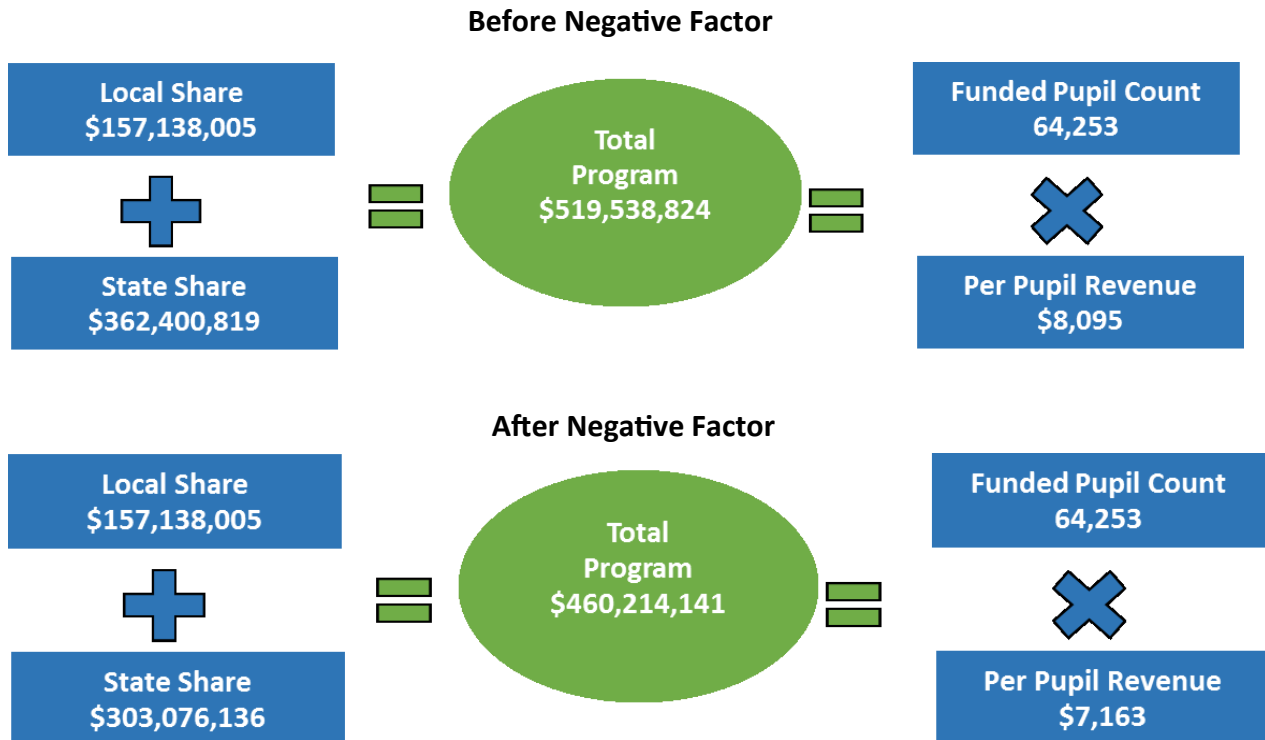 Before Negative Factor
Local Share
$157,138,005
State Share
$362,400,819
Total
Program
$519,538,824
Funded Pupil Count
64,253
Per Pupil Revenue
$8,095
After Negative Factor
Local Share
$157,138,005
State Share
$303,076,136
Total
Program
$460,214,141
Funded Pupil Count
64,253
Per Pupil Revenue
$7,163